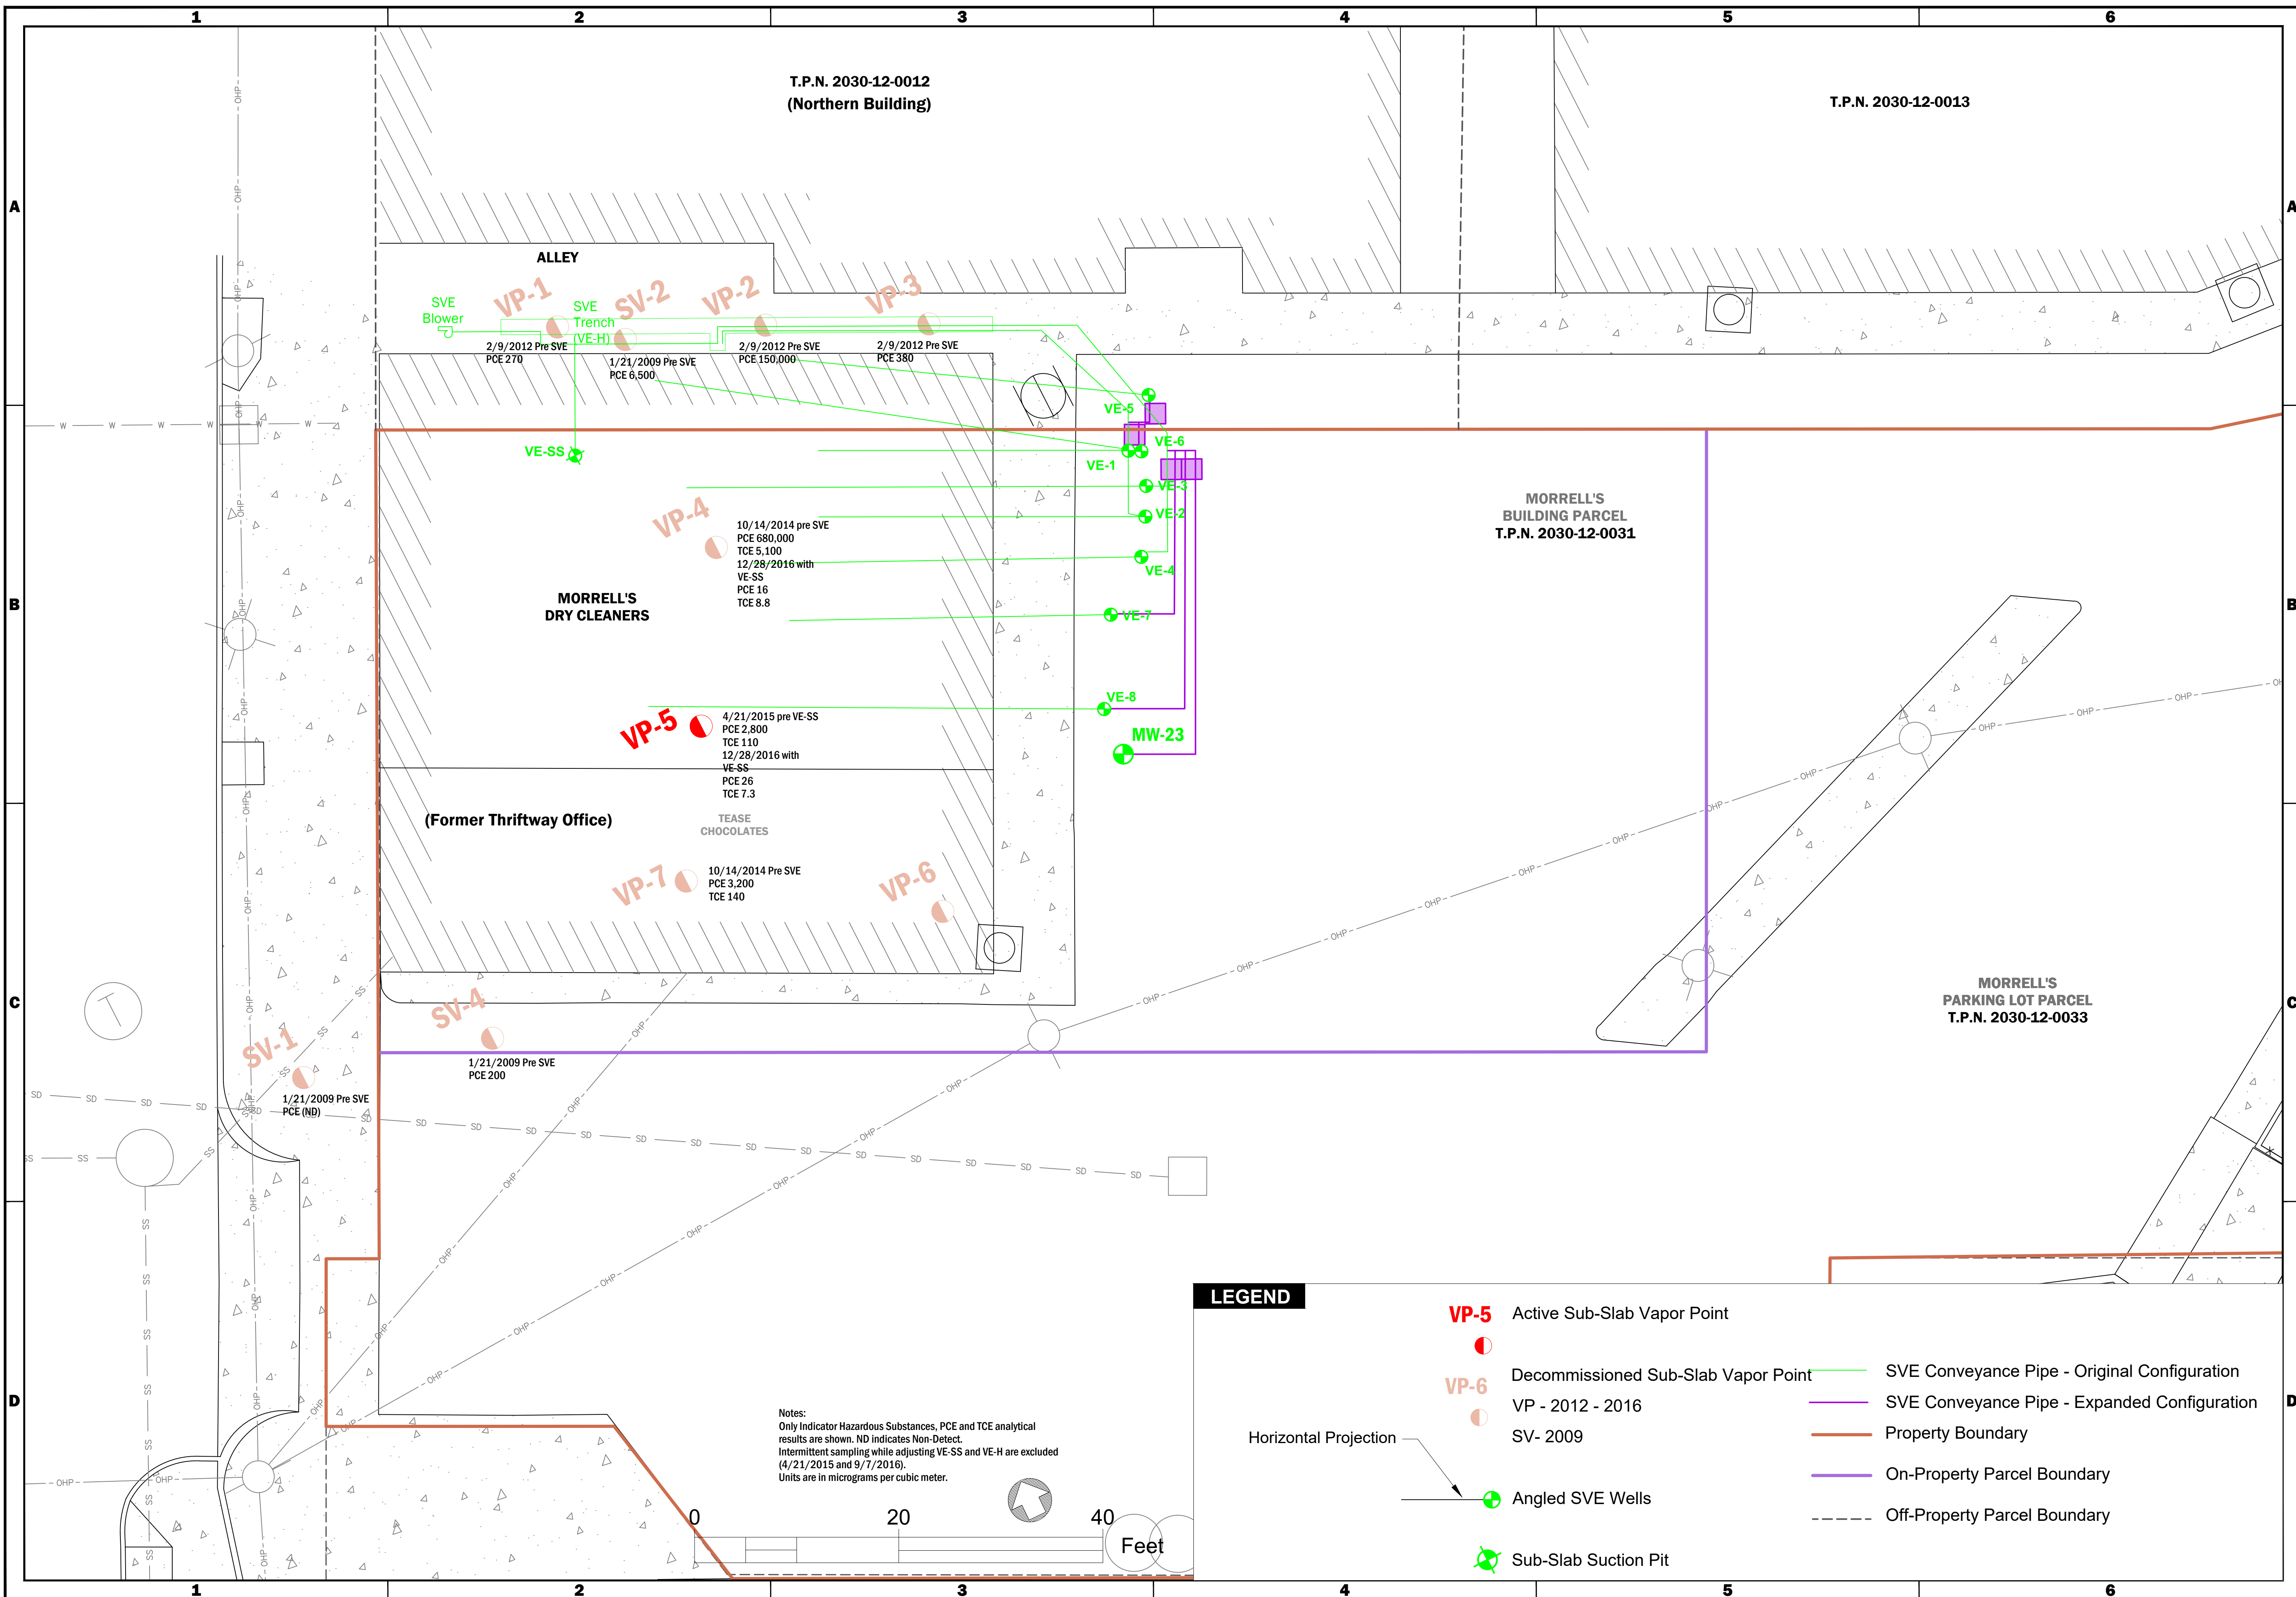 1 2 3 4 5 6
T.P.N. 2030-12-0012
(Northern Building)
T.P.N. 2030-12-0013
A
A
ALLEY
SVE
Blower
VP-1
SVE
Trench
(VE-H)
SV-2
VP-2
VP-3
2/9/2012 Pre SVE
PCE 270
1/21/2009 Pre SVE
PCE 6,500
2/9/2012 Pre SVE
PCE 150,000
2/9/2012 Pre SVE
PCE 380
VE-5
VE-6
VE-1
VE-SS
VE-3
VE-2
VE-4
VE-7
VE-8
MW-23
VP-4
10/14/2014 pre SVE
PCE 680,000
TCE 5,100
12/28/2016 with
VE-SS
PCE 16
TCE 8.8
MORRELL'S
BUILDING PARCEL
T.P.N. 2030-12-0031
B
B
MORRELL'S
DRY CLEANERS
VP-5
4/21/2015 pre VE-SS
PCE 2,800
TCE 110
12/28/2016 with
VE-SS
PCE 26
TCE 7.3
(Former Thriftway Office)
TEASE
CHOCOLATES
VP-7
10/14/2014 Pre SVE
PCE 3,200
TCE 140
VP-6
C
C
MORRELL'S
PARKING LOT PARCEL
T.P.N. 2030-12-0033
SV-4
1/21/2009 Pre SVE
PCE 200
SV-1
1/21/2009 Pre SVE
PCE (ND)
OHP
W W W W W
SD SD SD SD
SS SS
D
D
Notes:
Only Indicator Hazardous Substances, PCE and TCE analytical
results are shown. ND indicates Non-Detect.
Intermittent sampling while adjusting VE-SS and VE-H are excluded
(4/21/2015 and 9/7/2016).
Units are in micrograms per cubic meter.
0 20 40
Feet
LEGEND
VP-5 Active Sub-Slab Vapor Point
VP-6 Decommissioned Sub-Slab Vapor Point
VP - 2012 - 2016
SV- 2009
Horizontal Projection
Angled SVE Wells
Sub-Slab Suction Pit
SVE Conveyance Pipe - Original Configuration
SVE Conveyance Pipe - Expanded Configuration
Property Boundary
On-Property Parcel Boundary
Off-Property Parcel Boundary
1 2 3 4 5 6